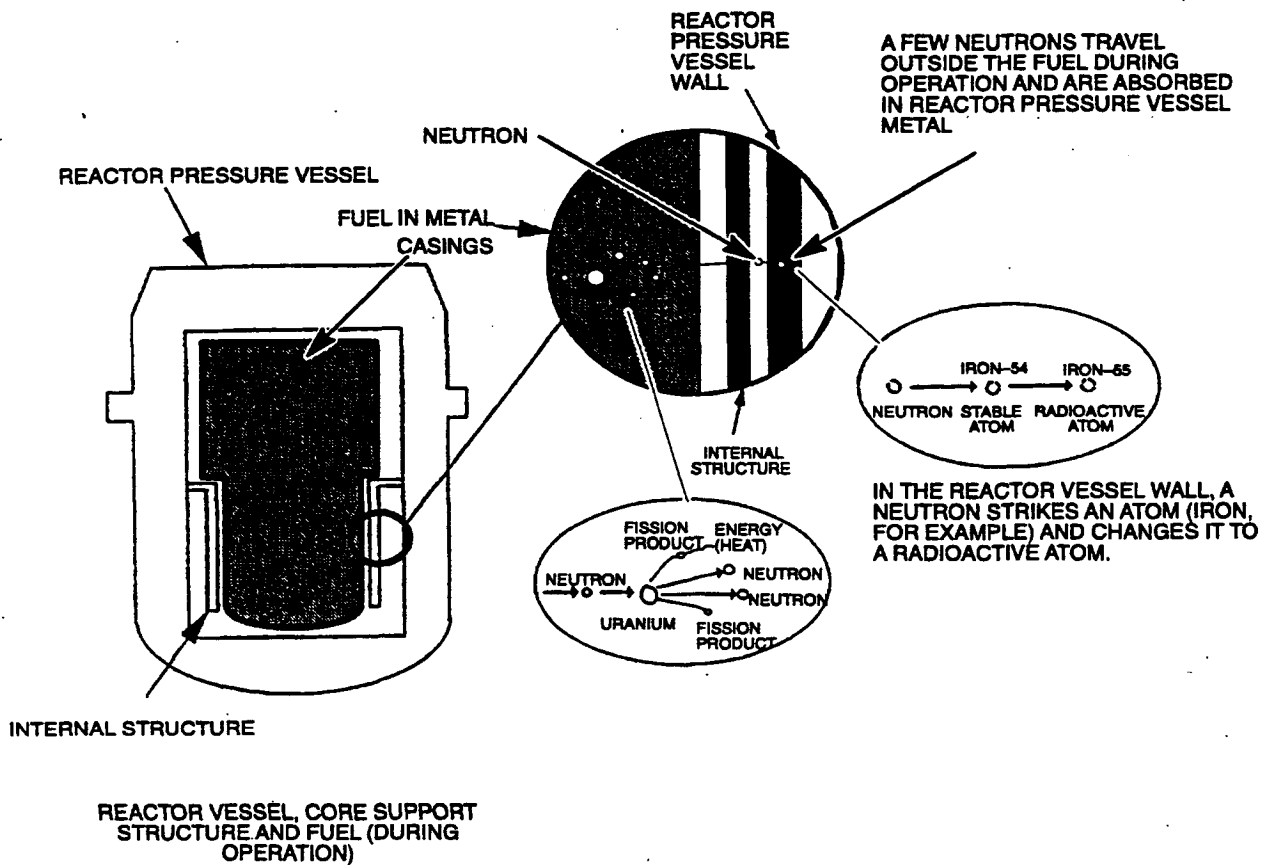 REACTOR
PRESSURE
VESSEL
WALL
A FEW NEUTRONS TRAVEL
OUTSIDE THE FUEL DURING
OPERATION AND ARE ABSORBED
IN REACTOR PRESSURE VESSEL
METAL
NEUTRON
REACTOR PRESSURE VESSEL
FUEL IN METAL
CASINGS
IRON–54 IRON–55
NEUTRON STABLE RADIOACTIVE
ATOM ATOM
INTERNAL
STRUCTURE
IN THE REACTOR VESSEL WALL, A
NEUTRON STRIKES AN ATOM (IRON,
FOR EXAMPLE) AND CHANGES IT TO
A RADIOACTIVE ATOM.
FISSION
PRODUCT
ENERGY
(HEAT)
NEUTRON
NEUTRON
NEUTRON
URANIUM
FISSION
PRODUCT
INTERNAL STRUCTURE
REACTOR VESSEL, CORE SUPPORT
STRUCTURE AND FUEL (DURING
OPERATION)